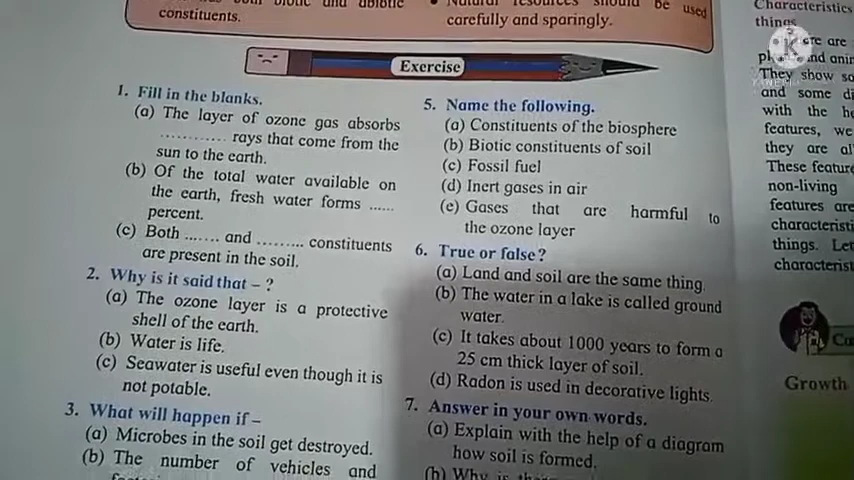 constituents.
be used
carefully and sparingly.
Exercise
1. Fill in the blanks.
(a) The layer of ozone gas absorbs
............ rays that come from the
sun to the earth.
(b) Of the total water available on
the earth, fresh water forms ......
percent.
(c) Both ....... and ......... constituents
are present in the soil.
2. Why is it said that – ?
(a) The ozone layer is a protective
shell of the earth.
(b) Water is life.
(c) Seawater is useful even though it is
not potable.
3. What will happen if –
(a) Microbes in the soil get destroyed.
(b) The number of vehicles and
5. Name the following.
(a) Constituents of the biosphere
(b) Biotic constituents of soil
(c) Fossil fuel
(d) Inert gases in air
(e) Gases that are harmful to
the ozone layer
6. True or false?
(a) Land and soil are the same thing.
(b) The water in a lake is called ground
water.
(c) It takes about 1000 years to form a
25 cm thick layer of soil.
(d) Radon is used in decorative lights.
7. Answer in your own words.
(a) Explain with the help of a diagram
how soil is formed.
(b) Why is
Characteristics
things
K
are
They show
and some
with the
features, we
they are
These
non-living
features are
things. Let
Growth